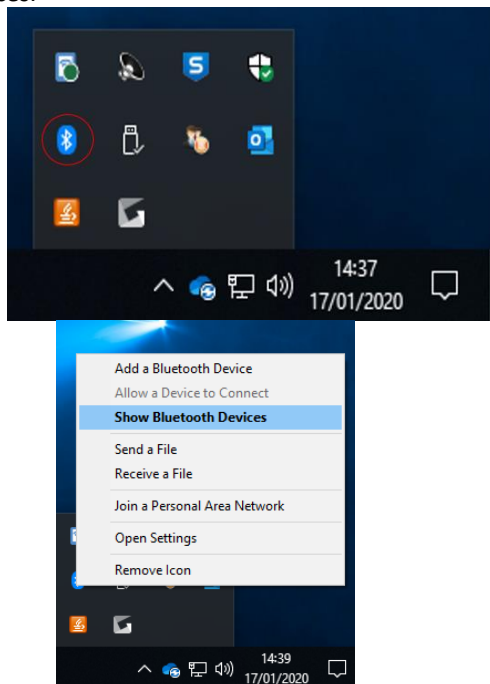 14:37
17/01/2020
Add a Bluetooth Device
Allow a Device to Connect
Show Bluetooth Devices
Send a File
Receive a File
Join a Personal Area Network
Open Settings
Remove Icon
14:39
17/01/2020